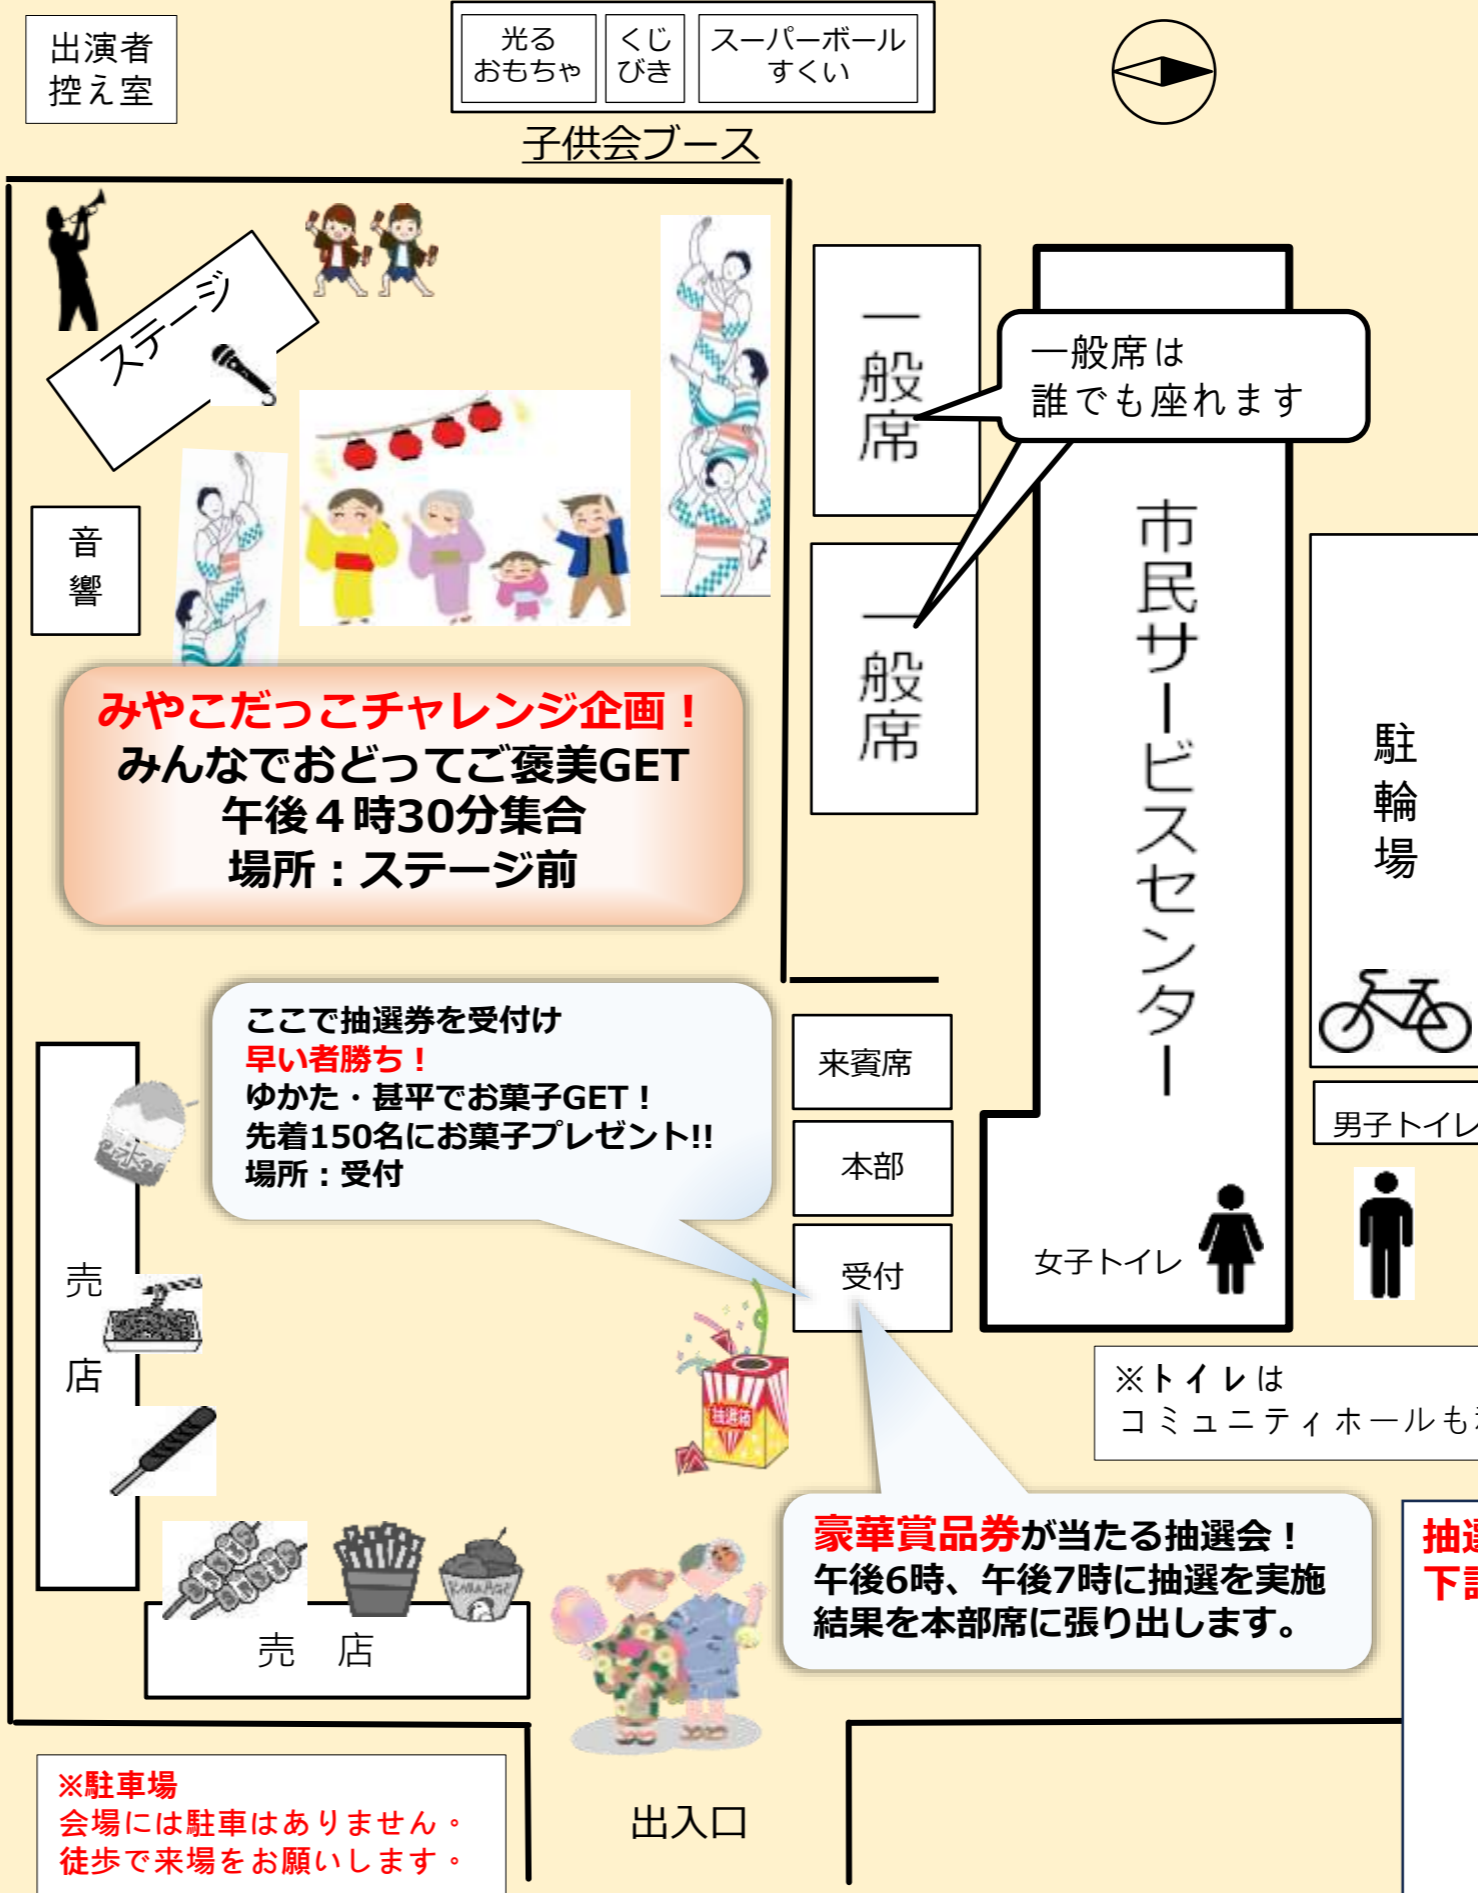 出演者
控え室
光る
おもちゃ
くじ
びき
スーパーボール
すくい
子供会ブース
ステージ
音
響
一般席
一般席
一般席は
誰でも座れます
市民サービスセンター
駐輪場
みやこだっこチャレンジ企画！
みんなでおどってご褒美GET
午後４時30分集合
場所：ステージ前
ここで抽選券を受付け
早い者勝ち！
ゆかた・甚平でお菓子GET！
先着150名にお菓子プレゼント!!
場所：受付
来賓席
本部
受付
男子トイレ
女子トイレ
※トイレは
コミュニティホールも
売
店
抽選箱
豪華賞品券が当たる抽選会！
午後6時、午後7時に抽選を実施
結果を本部席に張り出します。
抽選
下記
売　店
※駐車場
会場には駐車はありません。
徒歩で来場をお願いします。
出入口